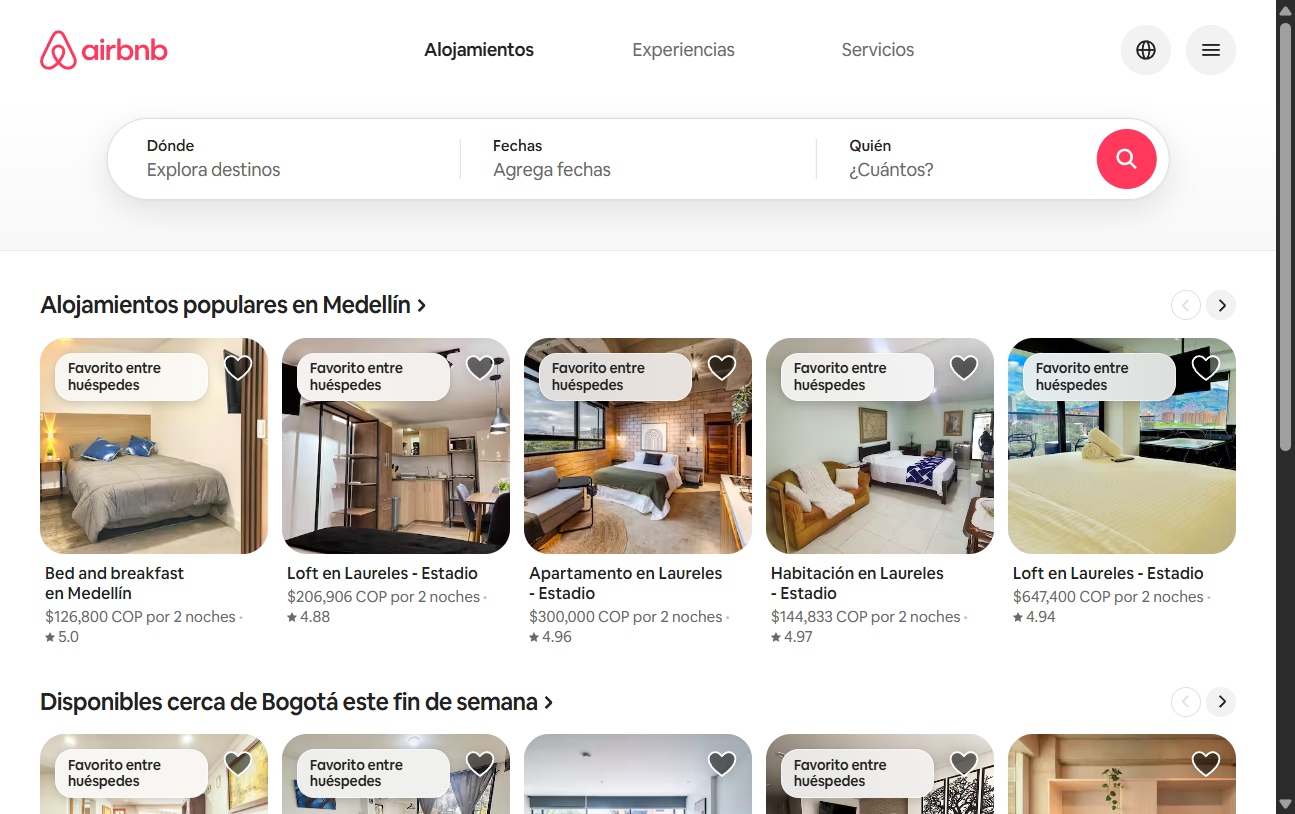 airbnb
Alojamientos
Experiencias
Servicios
Dónde
Explora destinos
Fechas
Agrega fechas
Quién
¿Cuántos?
Alojamientos populares en Medellín
Favorito entre
huéspedes
Favorito entre
huéspedes
Favorito entre
huéspedes
Favorito entre
huéspedes
Favorito entre
huéspedes
Bed and breakfast
en Medellín
$126,800 COP por 2 noches ·
★ 5.0
Loft en Laureles - Estadio
$206,906 COP por 2 noches ·
★ 4.88
Apartamento en Laureles
- Estadio
$300,000 COP por 2 noches ·
★ 4.96
Habitación en Laureles
- Estadio
$144,833 COP por 2 noches ·
★ 4.97
Loft en Laureles - Estadio
$647,400 COP por 2 noches ·
★ 4.94
Disponibles cerca de Bogotá este fin de semana
Favorito entre
huéspedes
Favorito entre
huéspedes
Favorito entre
huéspedes